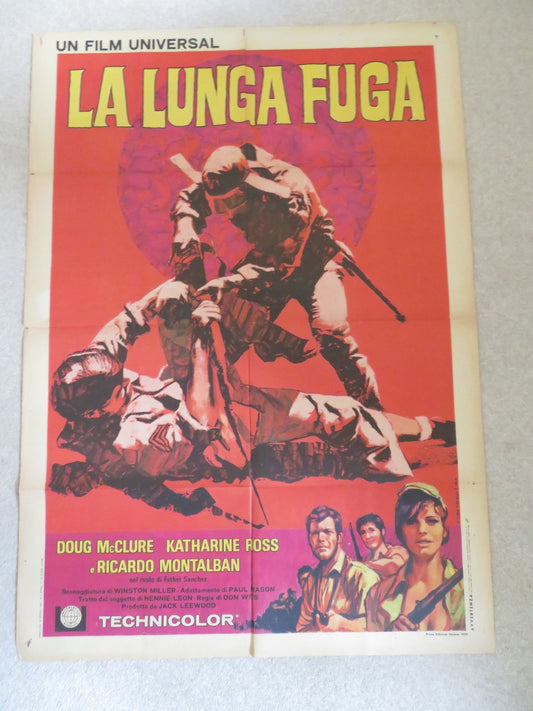 UN FILM UNIVERSAL
LA LUNGA FUGA
DOUG McCLURE KATHARINE ROSS
e RICARDO MONTALBAN
nel ruolo di Father Sanchez
Sceneggiatura di WINSTON MILLER - Adattamento di PAUL MASON
Tratto dal soggetto di HENNIE LEON - Regia di DON WEIS
Prodotto da JACK LEEWOOD
TECHNICOLOR